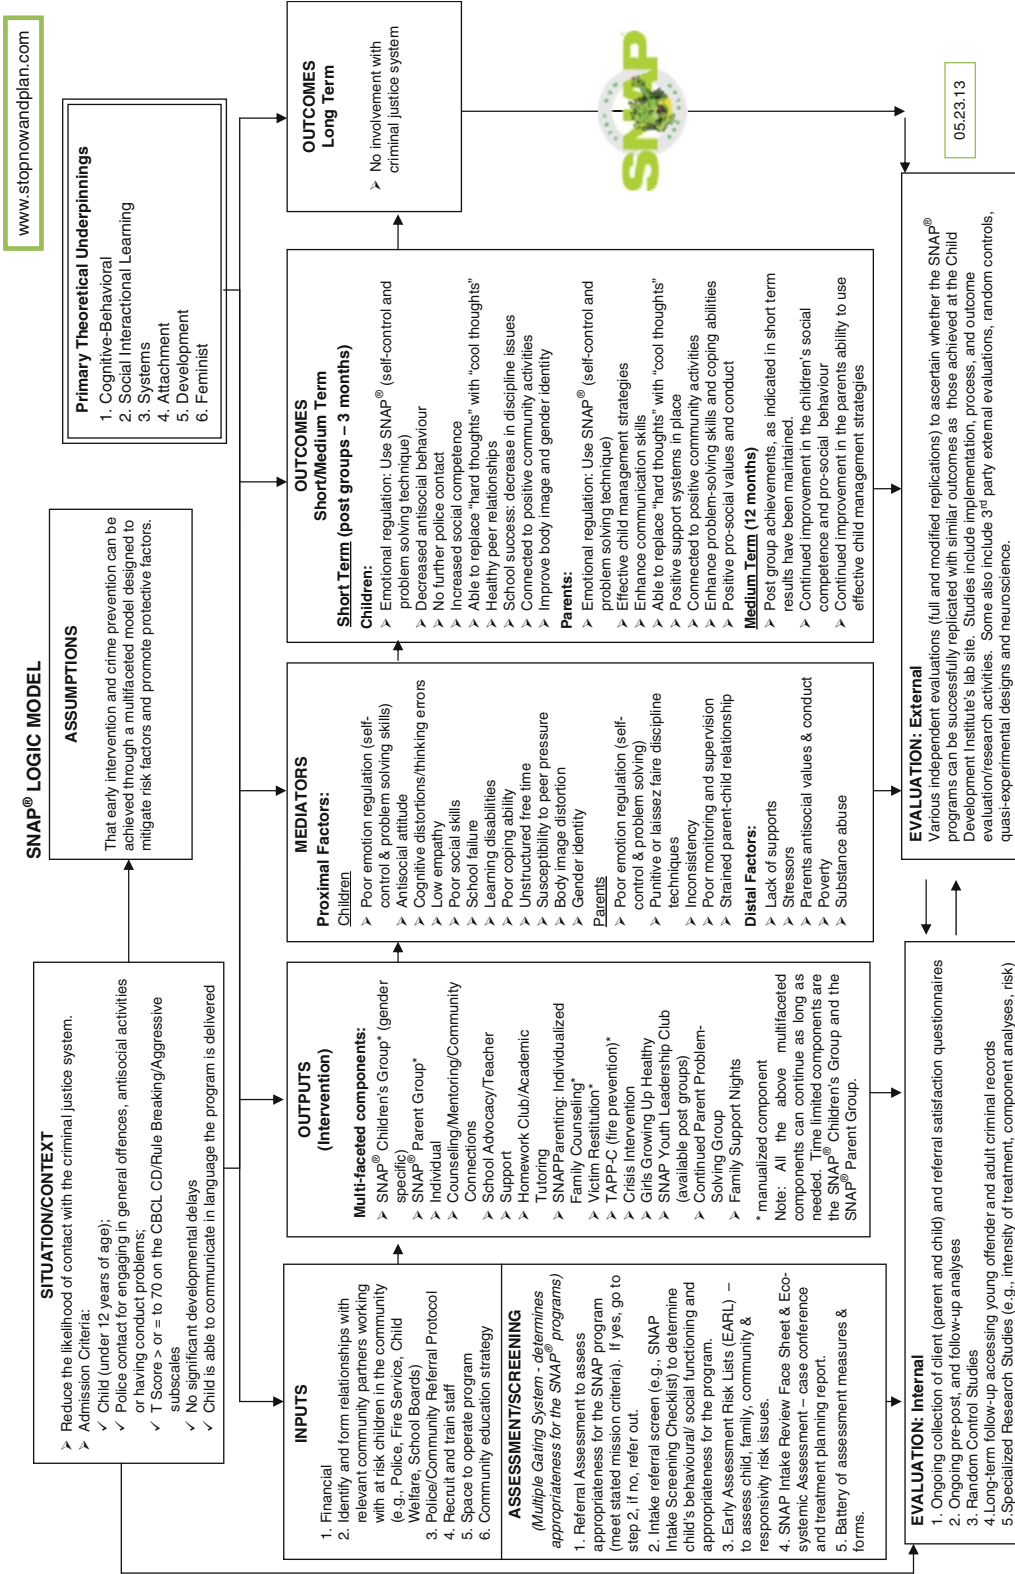 www.stopnowandplan.com
SNAP® LOGIC MODEL
SITUATION/CONTEXT
➢ Reduce the likelihood of contact with the criminal justice system.
➢ Admission Criteria:
✓ Child (under 12 years of age);
✓ Police contact for engaging in general offences, antisocial activities
or having conduct problems;
✓ T Score > or = to 70 on the CBCL CD/Rule Breaking/Aggressive
subscales
✓ No significant developmental delays
✓ Child is able to communicate in language the program is delivered
ASSUMPTIONS
That early intervention and crime prevention can be
achieved through a multifaceted model designed to
mitigate risk factors and promote protective factors.
Primary Theoretical Underpinnings
1. Cognitive-Behavioral
2. Social Interactional Learning
3. Systems
4. Attachment
5. Development
6. Feminist
INPUTS
1. Financial
2. Identify and form relationships with
relevant community partners working
with at risk children in the community
(e.g., Police, Fire Service, Child
Welfare, School Boards)
3. Police/Community Referral Protocol
4. Recruit and train staff
5. Space to operate program
6. Community education strategy
ASSESSMENT/SCREENING
(Multiple Gating System - determines
appropriateness for the SNAP® programs)
1. Referral Assessment to assess
appropriateness for the SNAP program
(meet stated mission criteria). If yes, go to
step 2, if no, refer out.
2. Intake referral screen (e.g., SNAP
Intake Screening Checklist) to determine
child's behavioural/ social functioning and
appropriateness for the program.
3. Early Assessment Risk Lists (EARL) –
to assess child, family, community &
responsivity risk issues.
4. SNAP Intake Review Face Sheet & Eco-
systemic Assessment – case conference
and treatment planning report.
5. Battery of assessment measures &
forms.
OUTPUTS
(Intervention)
Multi-faceted components:
➢ SNAP® Children's Group* (gender
specific)
➢ SNAP® Parent Group*
➢ Individual
➢ Counseling/Mentoring/Community
Connections
➢ School Advocacy/Teacher
➢ Support
➢ Homework Club/Academic
Tutoring
➢ SNAPParenting: Individualized
Family Counseling*
➢ Victim Restitution*
➢ TAPP-C (fire prevention)*
➢ Crisis Intervention
➢ Girls Growing Up Healthy
➢ SNAP Youth Leadership Club
(available post groups)
➢ Continued Parent Problem-
Solving Group
➢ Family Support Nights
* manualized component
Note: All the above multifaceted
components can continue as long as
needed. Time limited components are
the SNAP® Children's Group and the
SNAP® Parent Group.
MEDIATORS
Proximal Factors:
Children
➢ Poor emotion regulation (self-
control & problem solving skills)
➢ Antisocial attitude
➢ Cognitive distortions/thinking errors
➢ Low empathy
➢ Poor social skills
➢ School failure
➢ Learning disabilities
➢ Poor coping ability
➢ Unstructured free time
➢ Susceptibility to peer pressure
➢ Body image distortion
➢ Gender identity
Parents
➢ Poor emotion regulation (self-
control & problem solving)
➢ Punitive or laissez faire discipline
techniques
➢ Inconsistency
➢ Poor monitoring and supervision
➢ Strained parent-child relationship
Distal Factors:
➢ Lack of supports
➢ Stressors
➢ Parents antisocial values & conduct
➢ Poverty
➢ Substance abuse
OUTCOMES
Short/Medium Term
Short Term (post groups – 3 months)
Children:
➢ Emotional regulation: Use SNAP® (self-control and
problem solving technique)
➢ Decreased antisocial behaviour
➢ No further police contact
➢ Increased social competence
➢ Able to replace “hard thoughts” with “cool thoughts”
➢ Healthy peer relationships
➢ School success: decrease in discipline issues
➢ Connected to positive community activities
➢ Improve body image and gender identity
Parents:
➢ Emotional regulation: Use SNAP® (self-control and
problem solving technique)
➢ Effective child management strategies
➢ Enhance communication skills
➢ Able to replace “hard thoughts” with “cool thoughts”
➢ Positive support systems in place
➢ Connected to positive community activities
➢ Enhance problem-solving skills and coping abilities
➢ Positive pro-social values and conduct
Medium Term (12 months)
➢ Post group achievements, as indicated in short term
results have been maintained.
➢ Continued improvement in the children's social
competence and pro-social behaviour
➢ Continued improvement in the parents ability to use
effective child management strategies
OUTCOMES
Long Term
➢ No involvement with
criminal justice system
SNAP
EVALUATION: Internal
1. Ongoing collection of client (parent and child) and referral satisfaction questionnaires
2. Ongoing pre-post, and follow-up analyses
3. Random Control Studies
4.Long-term follow-up accessing young offender and adult criminal records
5.Specialized Research Studies (e.g., intensity of treatment, component analyses, risk)
EVALUATION: External
Various independent evaluations (full and modified replications) to ascertain whether the SNAP®
programs can be successfully replicated with similar outcomes as those achieved at the Child
Development Institute's lab site. Studies include implementation, process, and outcome
evaluation/research activities. Some also include 3rd party external evaluations, random controls,
quasi-experimental designs and neuroscience.
05.23.13